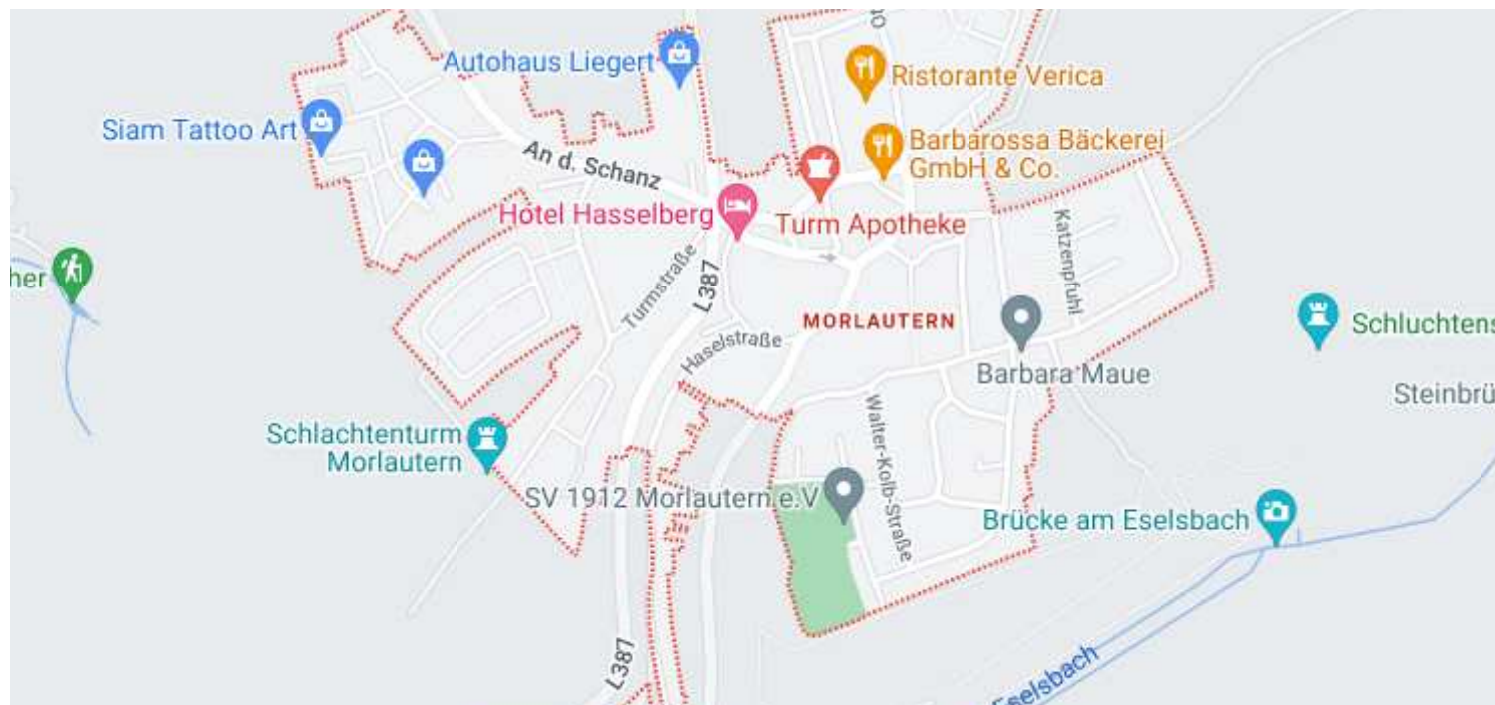 Autohaus Liegert
Ristorante Verica
Siam Tattoo Art
An d. Schanz
Barbarossa Bäckerei
GmbH & Co.
Hotel Hasselberg
Turm Apotheke
Katzenpfuhl
her
Turmstraße
L387
MORLAUTERN
Schluchtens
Haselstraße
Barbara Maue
Steinbrü
Schlachtenturm
Morlautern
Walter-Kolb-Straße
SV 1912 Morlautern e.V
Brücke am Eselsbach
L387
Eselsbach